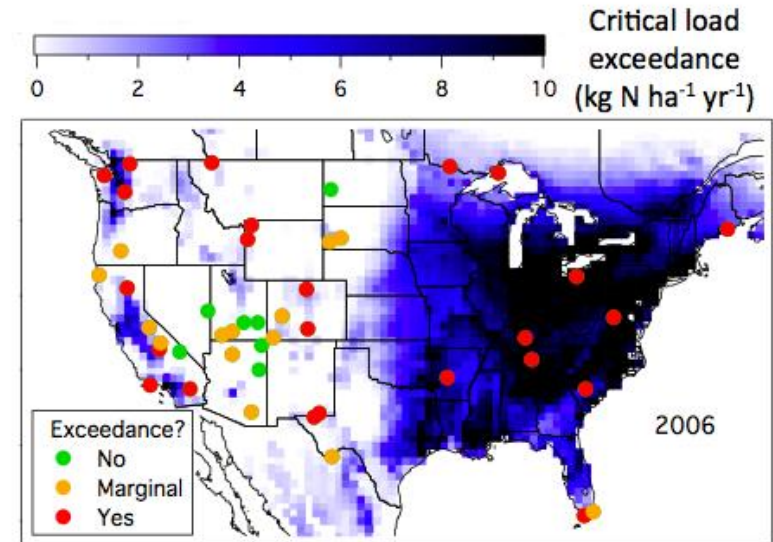 Critical load
exceedance
(kg N ha⁻¹ yr⁻¹)
0 2 4 6 8 10
Exceedance?
No
Marginal
Yes
2006